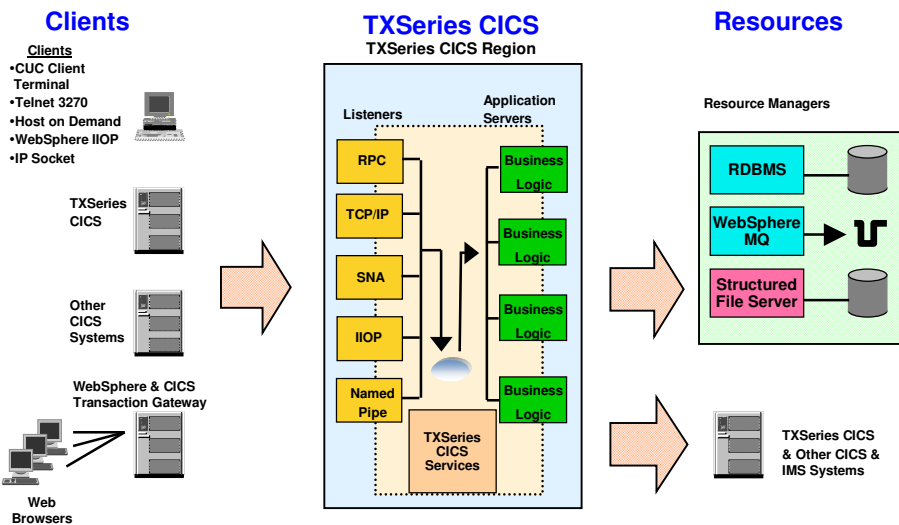 Clients
Clients
•CUC Client
Terminal
•Telnet 3270
•Host on Demand
•WebSphere IIOP
•IP Socket
TXSeries
CICS
Other
CICS
Systems
WebSphere & CICS
Transaction Gateway
Web
Browsers
TXSeries CICS
TXSeries CICS Region
Listeners
Application
Servers
RPC
TCP/IP
SNA
IIOP
Named
Pipe
Business
Logic
Business
Logic
Business
Logic
Business
Logic
TXSeries
CICS
Services
Resources
Resource Managers
RDBMS
WebSphere
MQ
Structured
File Server
TXSeries CICS
& Other CICS &
IMS Systems